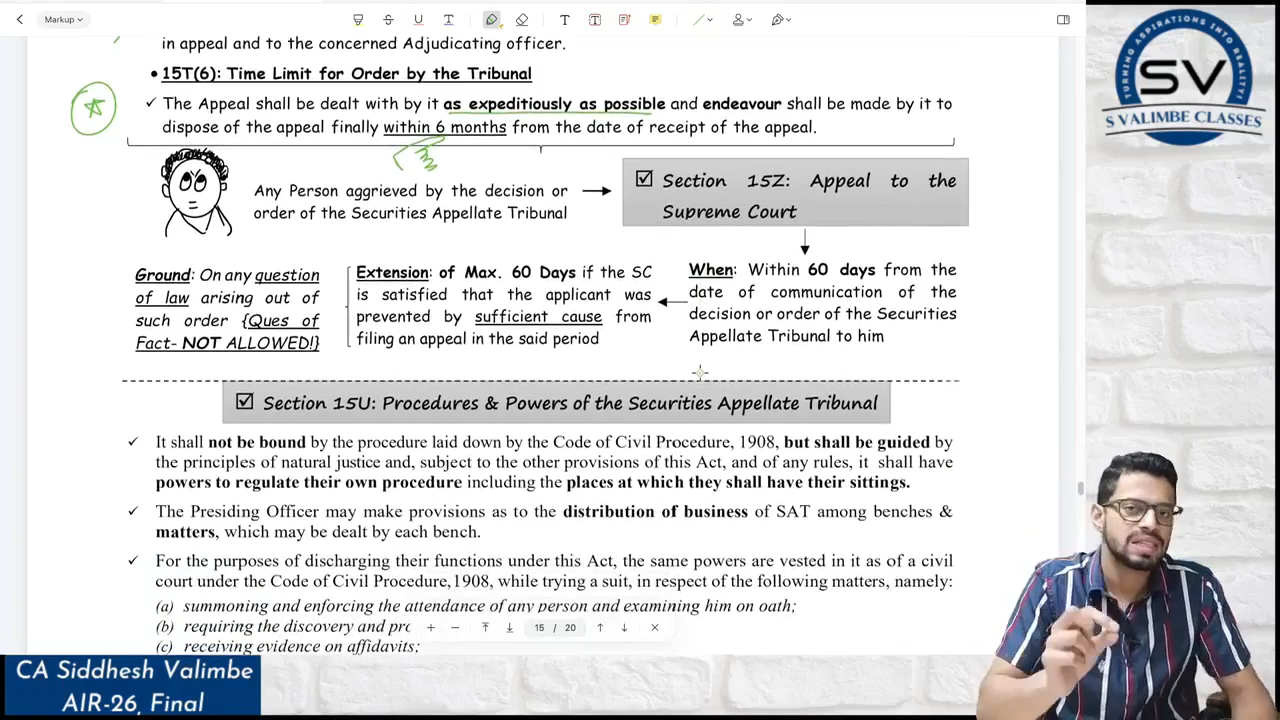 Markup
in appeal and to the concerned Adjudicating officer.
• 15T(6): Time Limit for Order by the Tribunal
✓ The Appeal shall be dealt with by it as expeditiously as possible and endeavour shall be made by it to
dispose of the appeal finally within 6 months from the date of receipt of the appeal.
Any Person aggrieved by the decision or
order of the Securities Appellate Tribunal
☑ Section 15Z: Appeal to the
Supreme Court
Ground: On any question
of law arising out of
such order {Ques of
Fact- NOT ALLOWED!}
Extension: of Max. 60 Days if the SC
is satisfied that the applicant was
prevented by sufficient cause from
filing an appeal in the said period
When: Within 60 days from the
date of communication of the
decision or order of the Securities
Appellate Tribunal to him
☑ Section 15U: Procedures & Powers of the Securities Appellate Tribunal
✓ It shall not be bound by the procedure laid down by the Code of Civil Procedure, 1908, but shall be guided by
the principles of natural justice and, subject to the other provisions of this Act, and of any rules, it shall have
powers to regulate their own procedure including the places at which they shall have their sittings.
✓ The Presiding Officer may make provisions as to the distribution of business of SAT among benches &
matters, which may be dealt by each bench.
✓ For the purposes of discharging their functions under this Act, the same powers are vested in it as of a civil
court under the Code of Civil Procedure, 1908, while trying a suit, in respect of the following matters, namely:
(a) summoning and enforcing the attendance of any person and examining him on oath;
(b) requiring the discovery and
(c) receiving evidence on affidavits;
15 / 20
TURNING ASPIRATIONS INTO REALITY!
SV
S VALIMBE CLASSES
CA Siddhesh Valimbe
AIR-26, Final